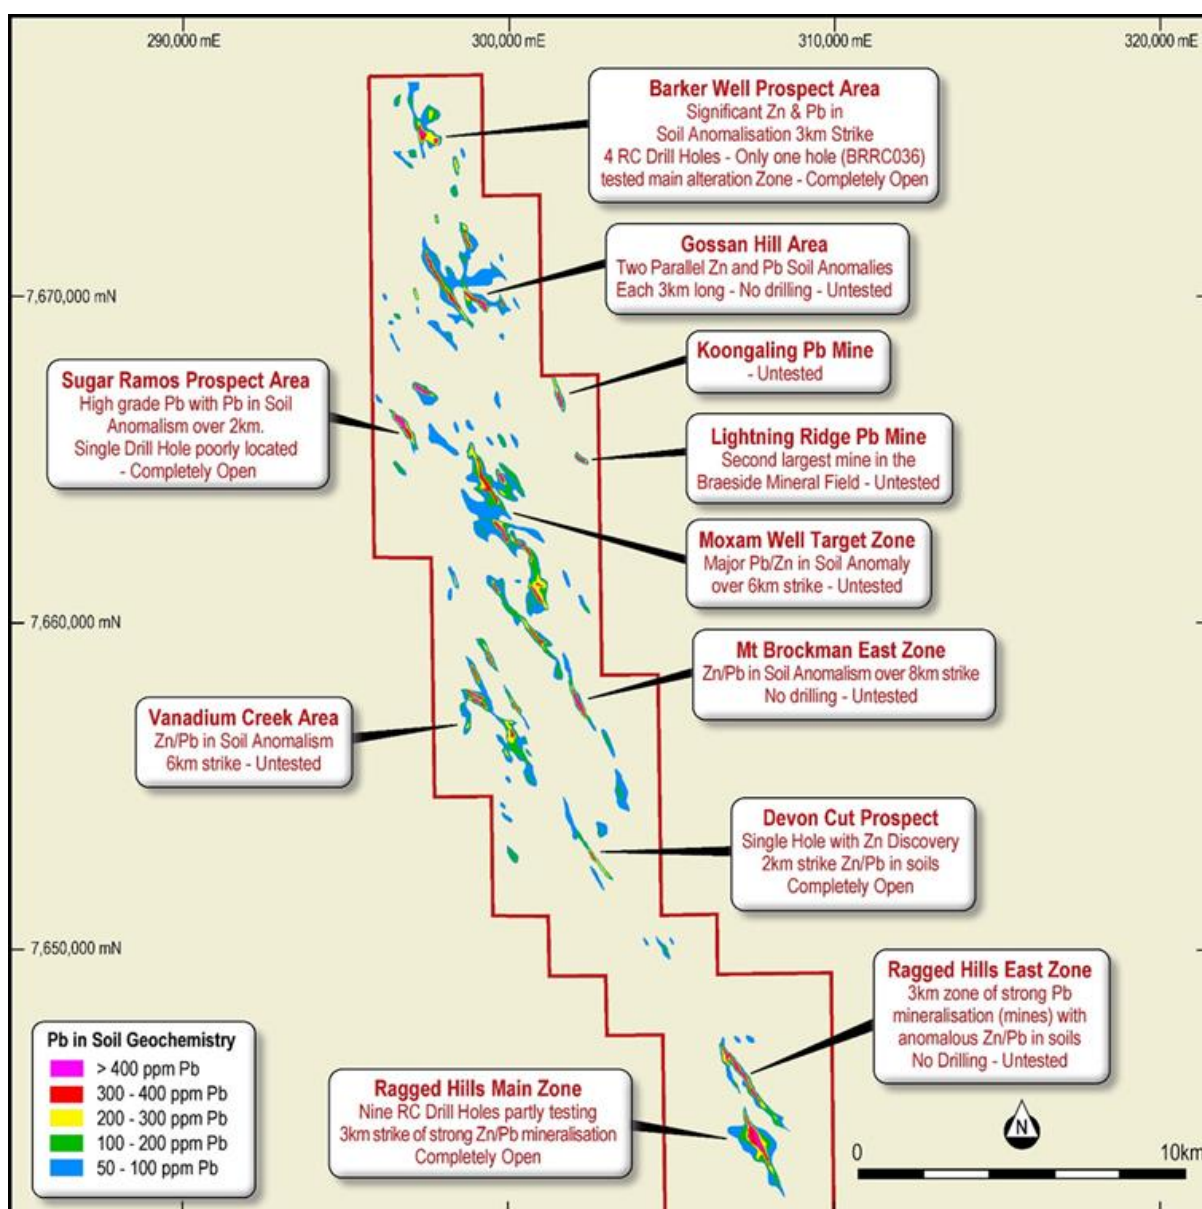 290,000 mE
300,000 mE
310,000 mE
320,000 mE
Barker Well Prospect Area
Significant Zn & Pb in
Soil Anomalisation 3km Strike
4 RC Drill Holes - Only one hole (BRRC036)
tested main alteration Zone - Completely Open
Gossan Hill Area
Two Parallel Zn and Pb Soil Anomalies
Each 3km long - No drilling - Untested
7,670,000 mN
Koongaling Pb Mine
- Untested
Sugar Ramos Prospect Area
High grade Pb with Pb in Soil
Anomalism over 2km.
Single Drill Hole poorly located
- Completely Open
Lightning Ridge Pb Mine
Second largest mine in the
Braeside Mineral Field - Untested
Moxam Well Target Zone
Major Pb/Zn in Soil Anomaly
over 6km strike - Untested
7,660,000 mN
Mt Brockman East Zone
Zn/Pb in Soil Anomalism over 8km strike
No drilling - Untested
Vanadium Creek Area
Zn/Pb in Soil Anomalism
6km strike - Untested
Devon Cut Prospect
Single Hole with Zn Discovery
2km strike Zn/Pb in soils
Completely Open
7,650,000 mN
Ragged Hills East Zone
3km zone of strong Pb
mineralisation (mines) with
anomalous Zn/Pb in soils
No Drilling - Untested
Pb in Soil Geochemistry
> 400 ppm Pb
300 - 400 ppm Pb
200 - 300 ppm Pb
100 - 200 ppm Pb
50 - 100 ppm Pb
Ragged Hills Main Zone
Nine RC Drill Holes partly testing
3km strike of strong Zn/Pb mineralisation
Completely Open
N
0
10km